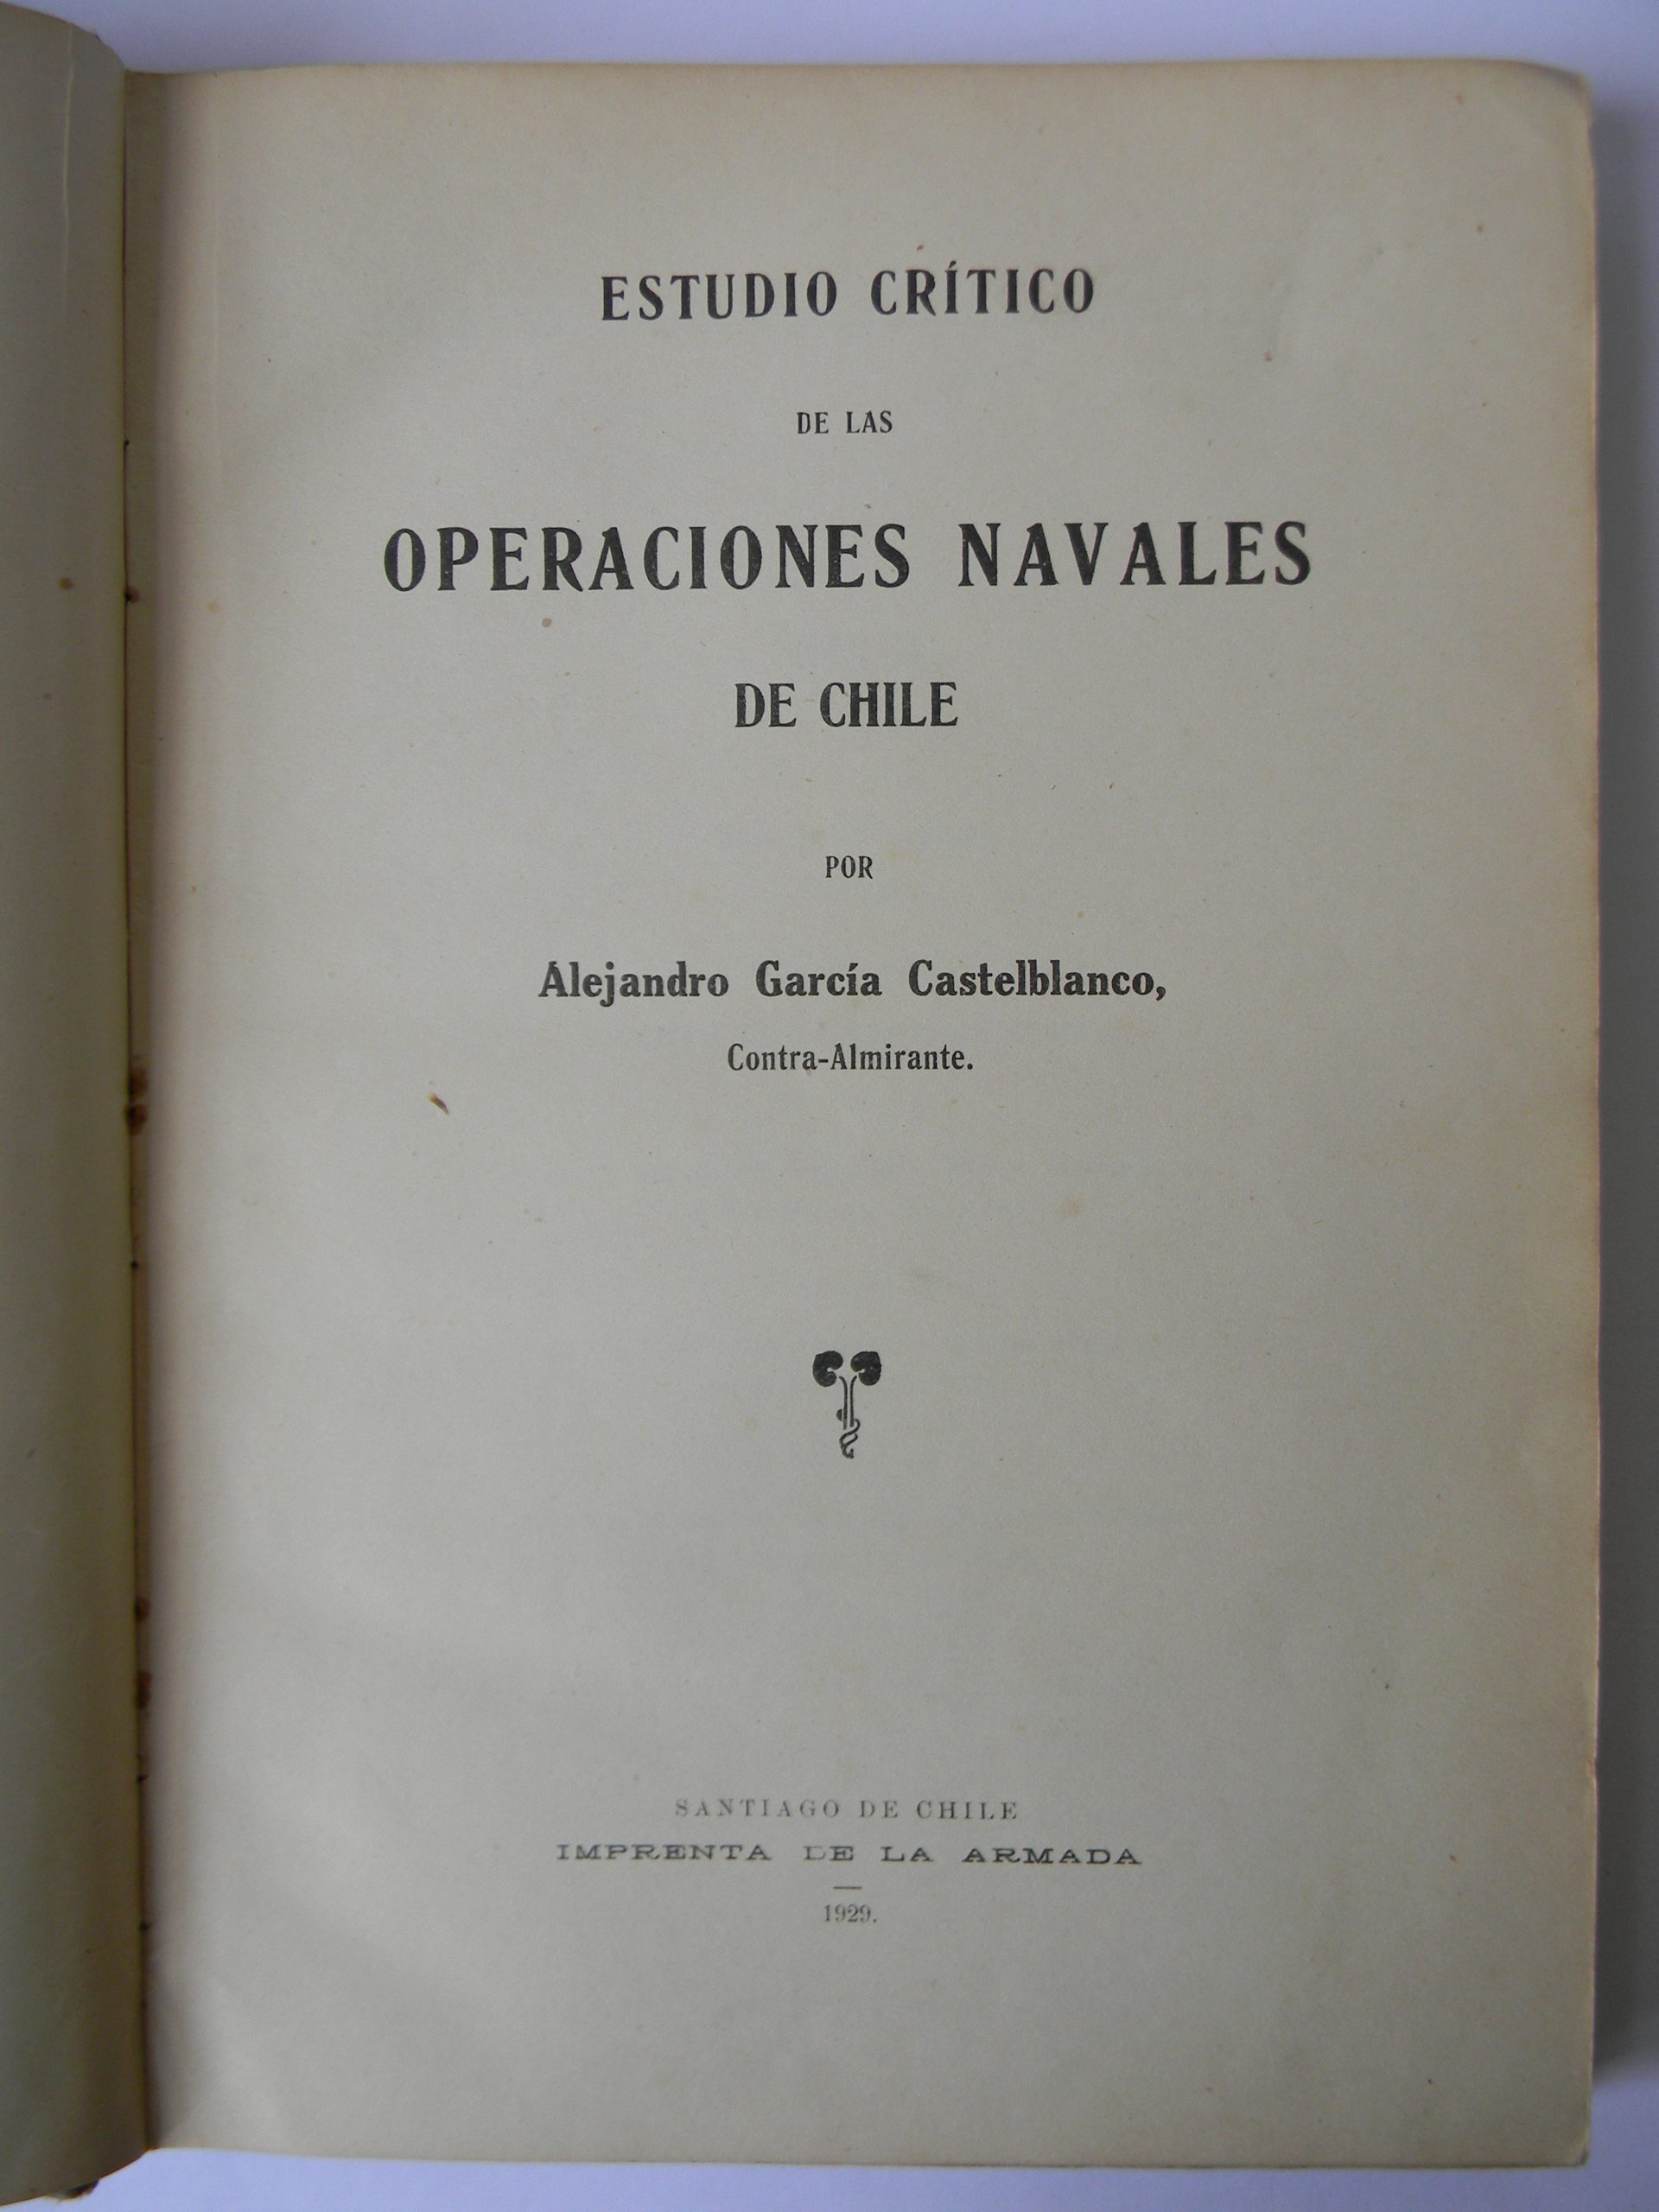 ESTUDIO CRÍTICO
DE LAS
OPERACIONES NAVALES
DE CHILE
POR
Alejandro García Castelblanco,
Contra-Almirante.
SANTIAGO DE CHILE
IMPRENTA DE LA ARMADA
1929.